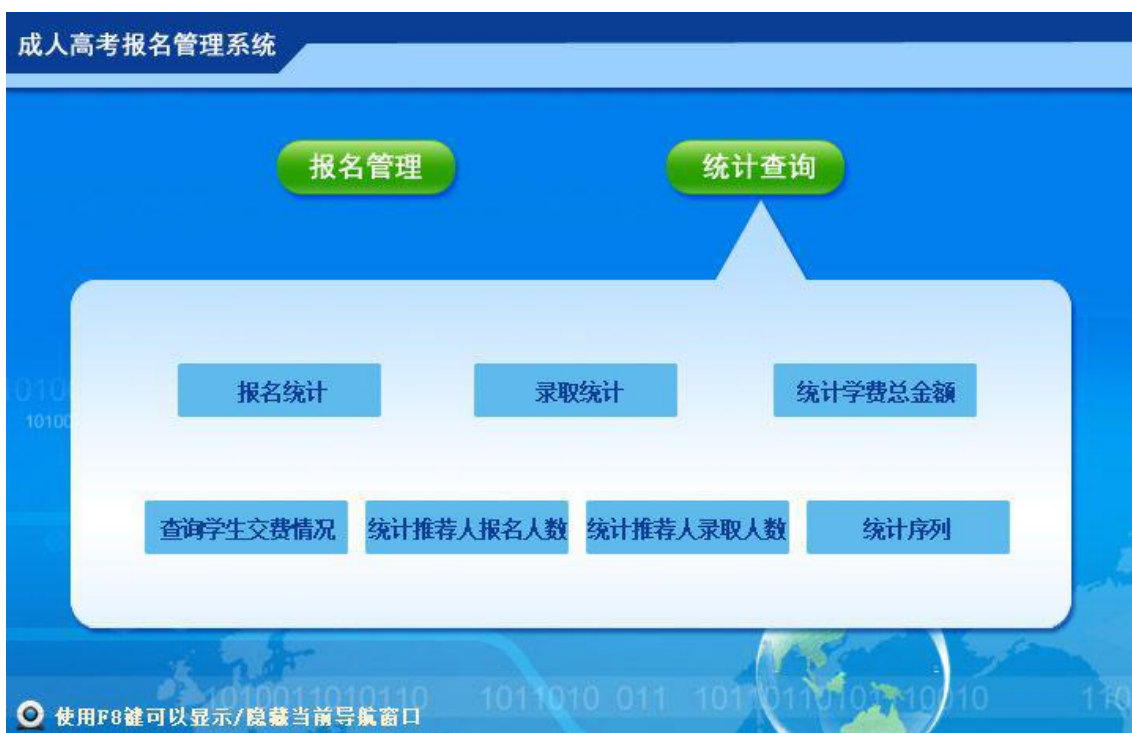 成人高考报名管理系统
报名管理 统计查询
报名统计 录取统计 统计学费总金额
1010
10100
查询学生交费情况 统计推荐人报名人数 统计推荐人录取人数 统计序列
使用F8键可以显示/隐藏当前导航窗口